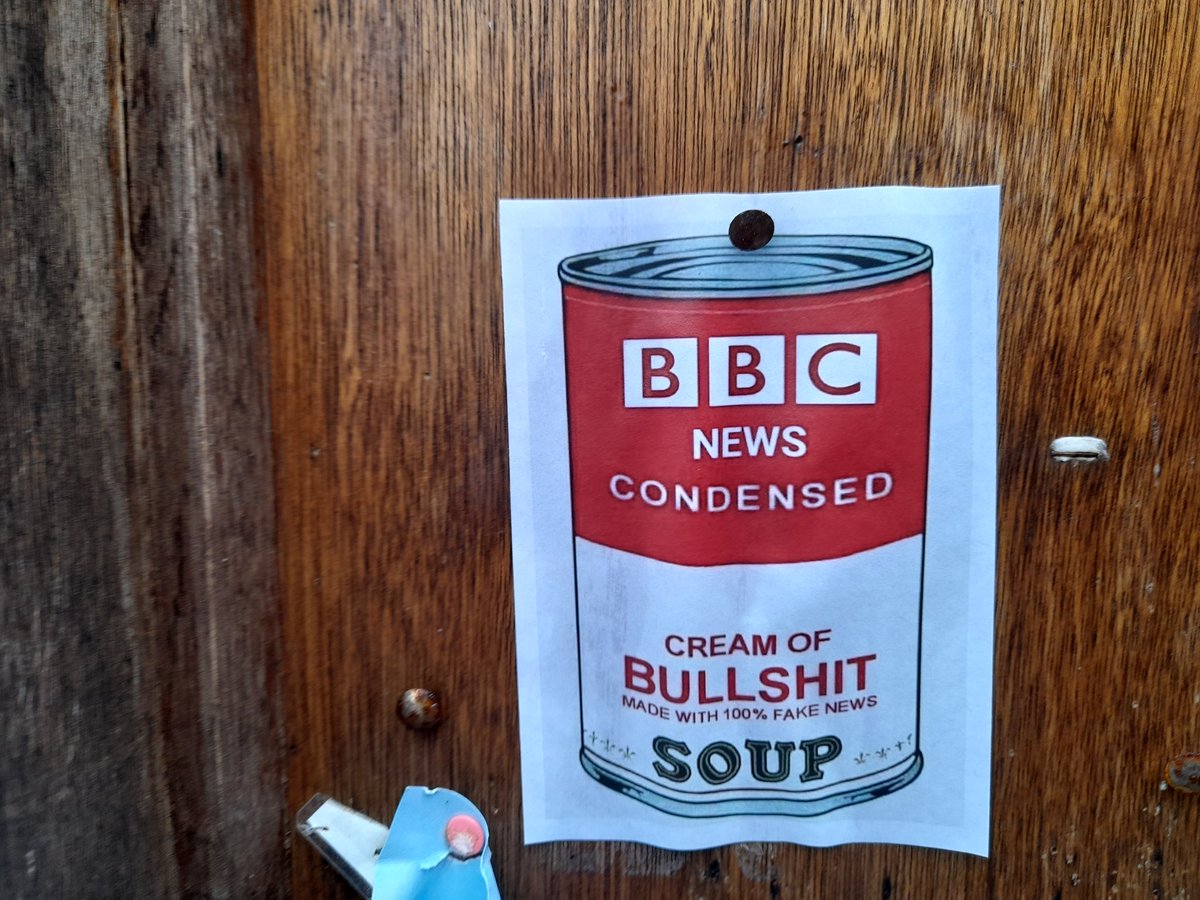 BBC
NEWS
CONDENSED
CREAM OF
BULLSHIT
MADE WITH 100% FAKE NEWS
SOUP